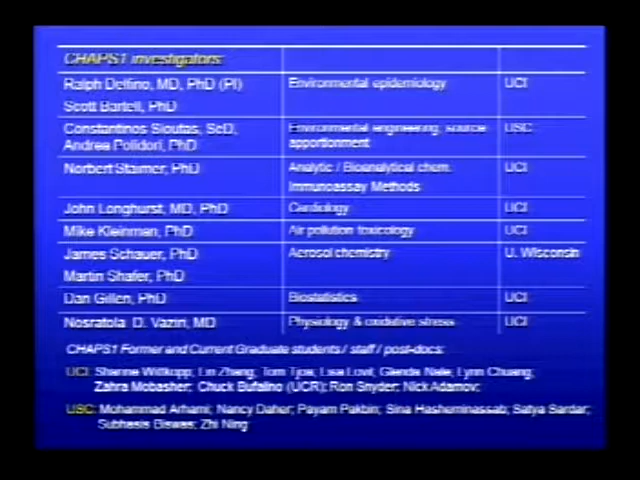 CHAPS1 investigators:
Ralph Delfino, MD, PhD (PI) Environmental epidemiology UCI
Scott Bartell, PhD
Constantinos Sioutas, ScD, Environmental engineering, source USC
Andrea Polidori, PhD apportionment
Norbert Staimer, PhD Analytic / Bioanalytical chem. UCI
Immunoassay Methods
John Longhurst, MD, PhD Cardiology UCI
Mike Kleinman, PhD Air pollution toxicology UCI
James Schauer, PhD Aerosol chemistry U. Wisconsin
Martin Shafer, PhD
Dan Gillen, PhD Biostatistics UCI
Nosratola D. Vaziri, MD Physiology & oxidative stress UCI
CHAPS1 Former and Current Graduate students / staff / post-docs:
UCI: Sharine Wittkopp; Lin Zhang; Tom Tjoa; Lisa Lovil; Glenda Nale; Lynn Chuang;
Zahra Mobasher; Chuck Bufalino (UCR); Ron Snyder; Nick Adamov;
USC: Mohammad Arhami; Nancy Daher; Payam Pakbin; Sina Hasheminassab; Satya Sardar;
Subhasis Biswas; Zhi Ning